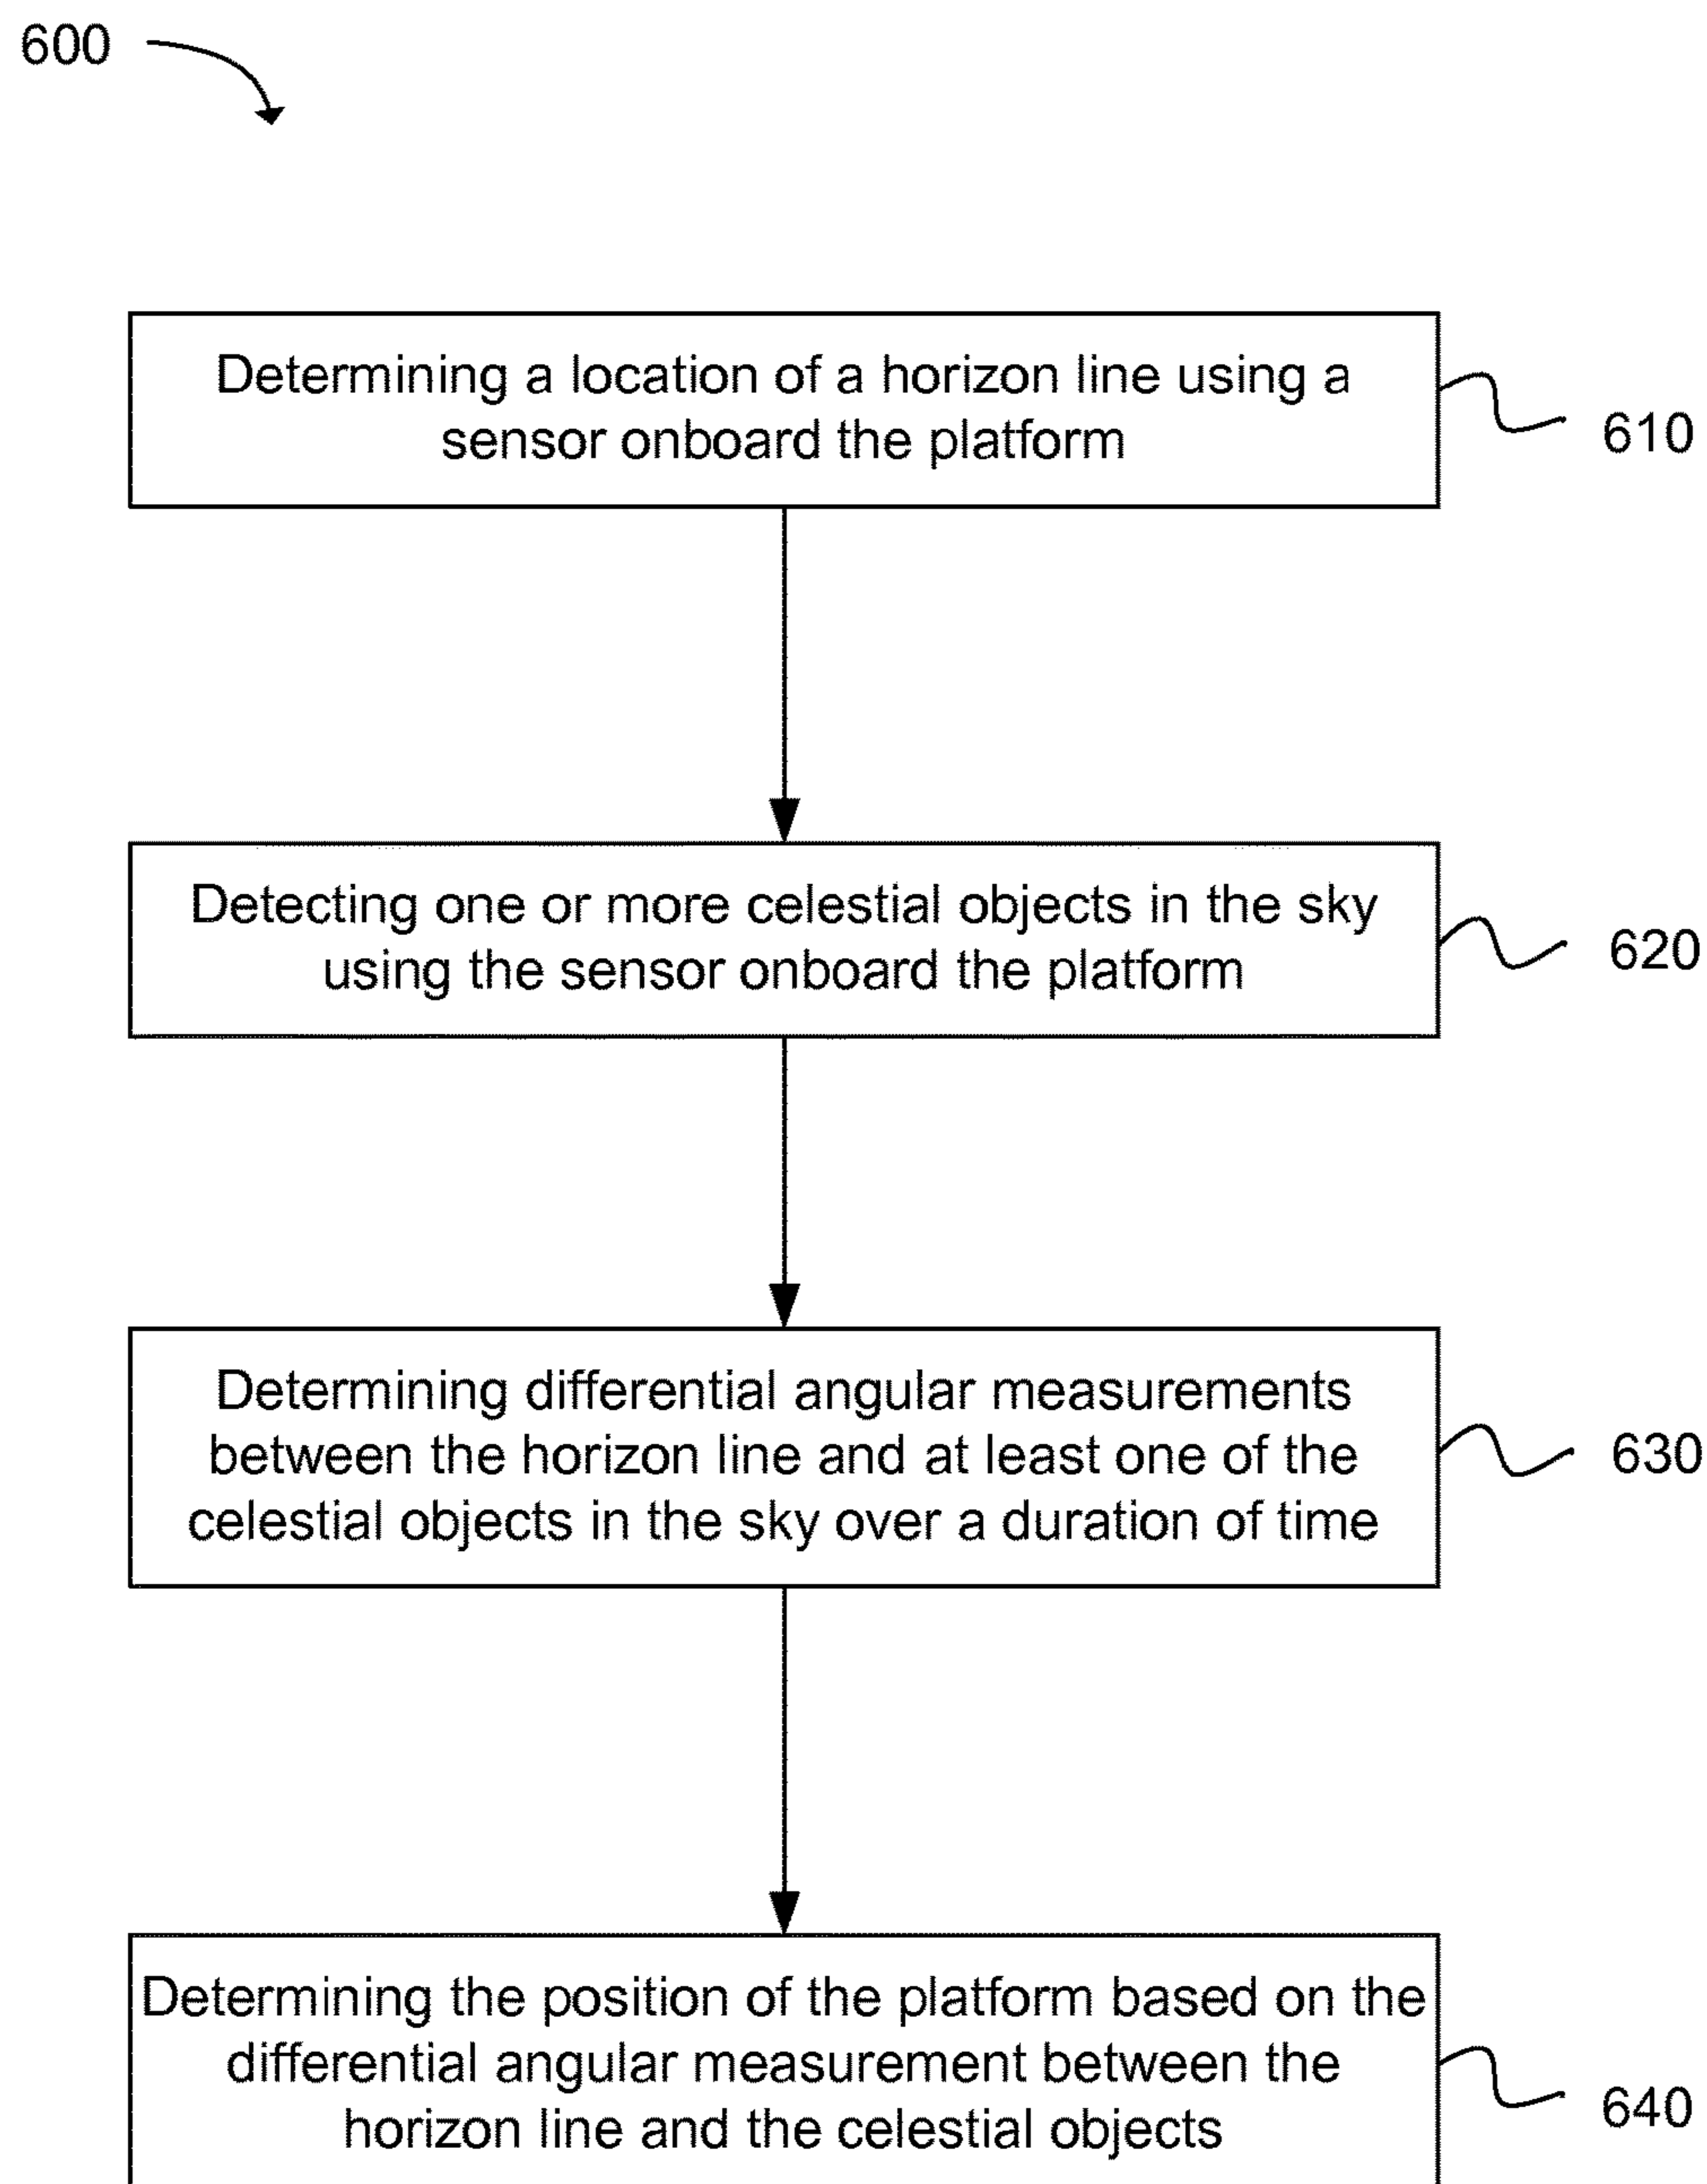 600
Determining a location of a horizon line using a
sensor onboard the platform
610
Detecting one or more celestial objects in the sky
using the sensor onboard the platform
620
Determining differential angular measurements
between the horizon line and at least one of the
celestial objects in the sky over a duration of time
630
Determining the position of the platform based on the
differential angular measurement between the
horizon line and the celestial objects
640